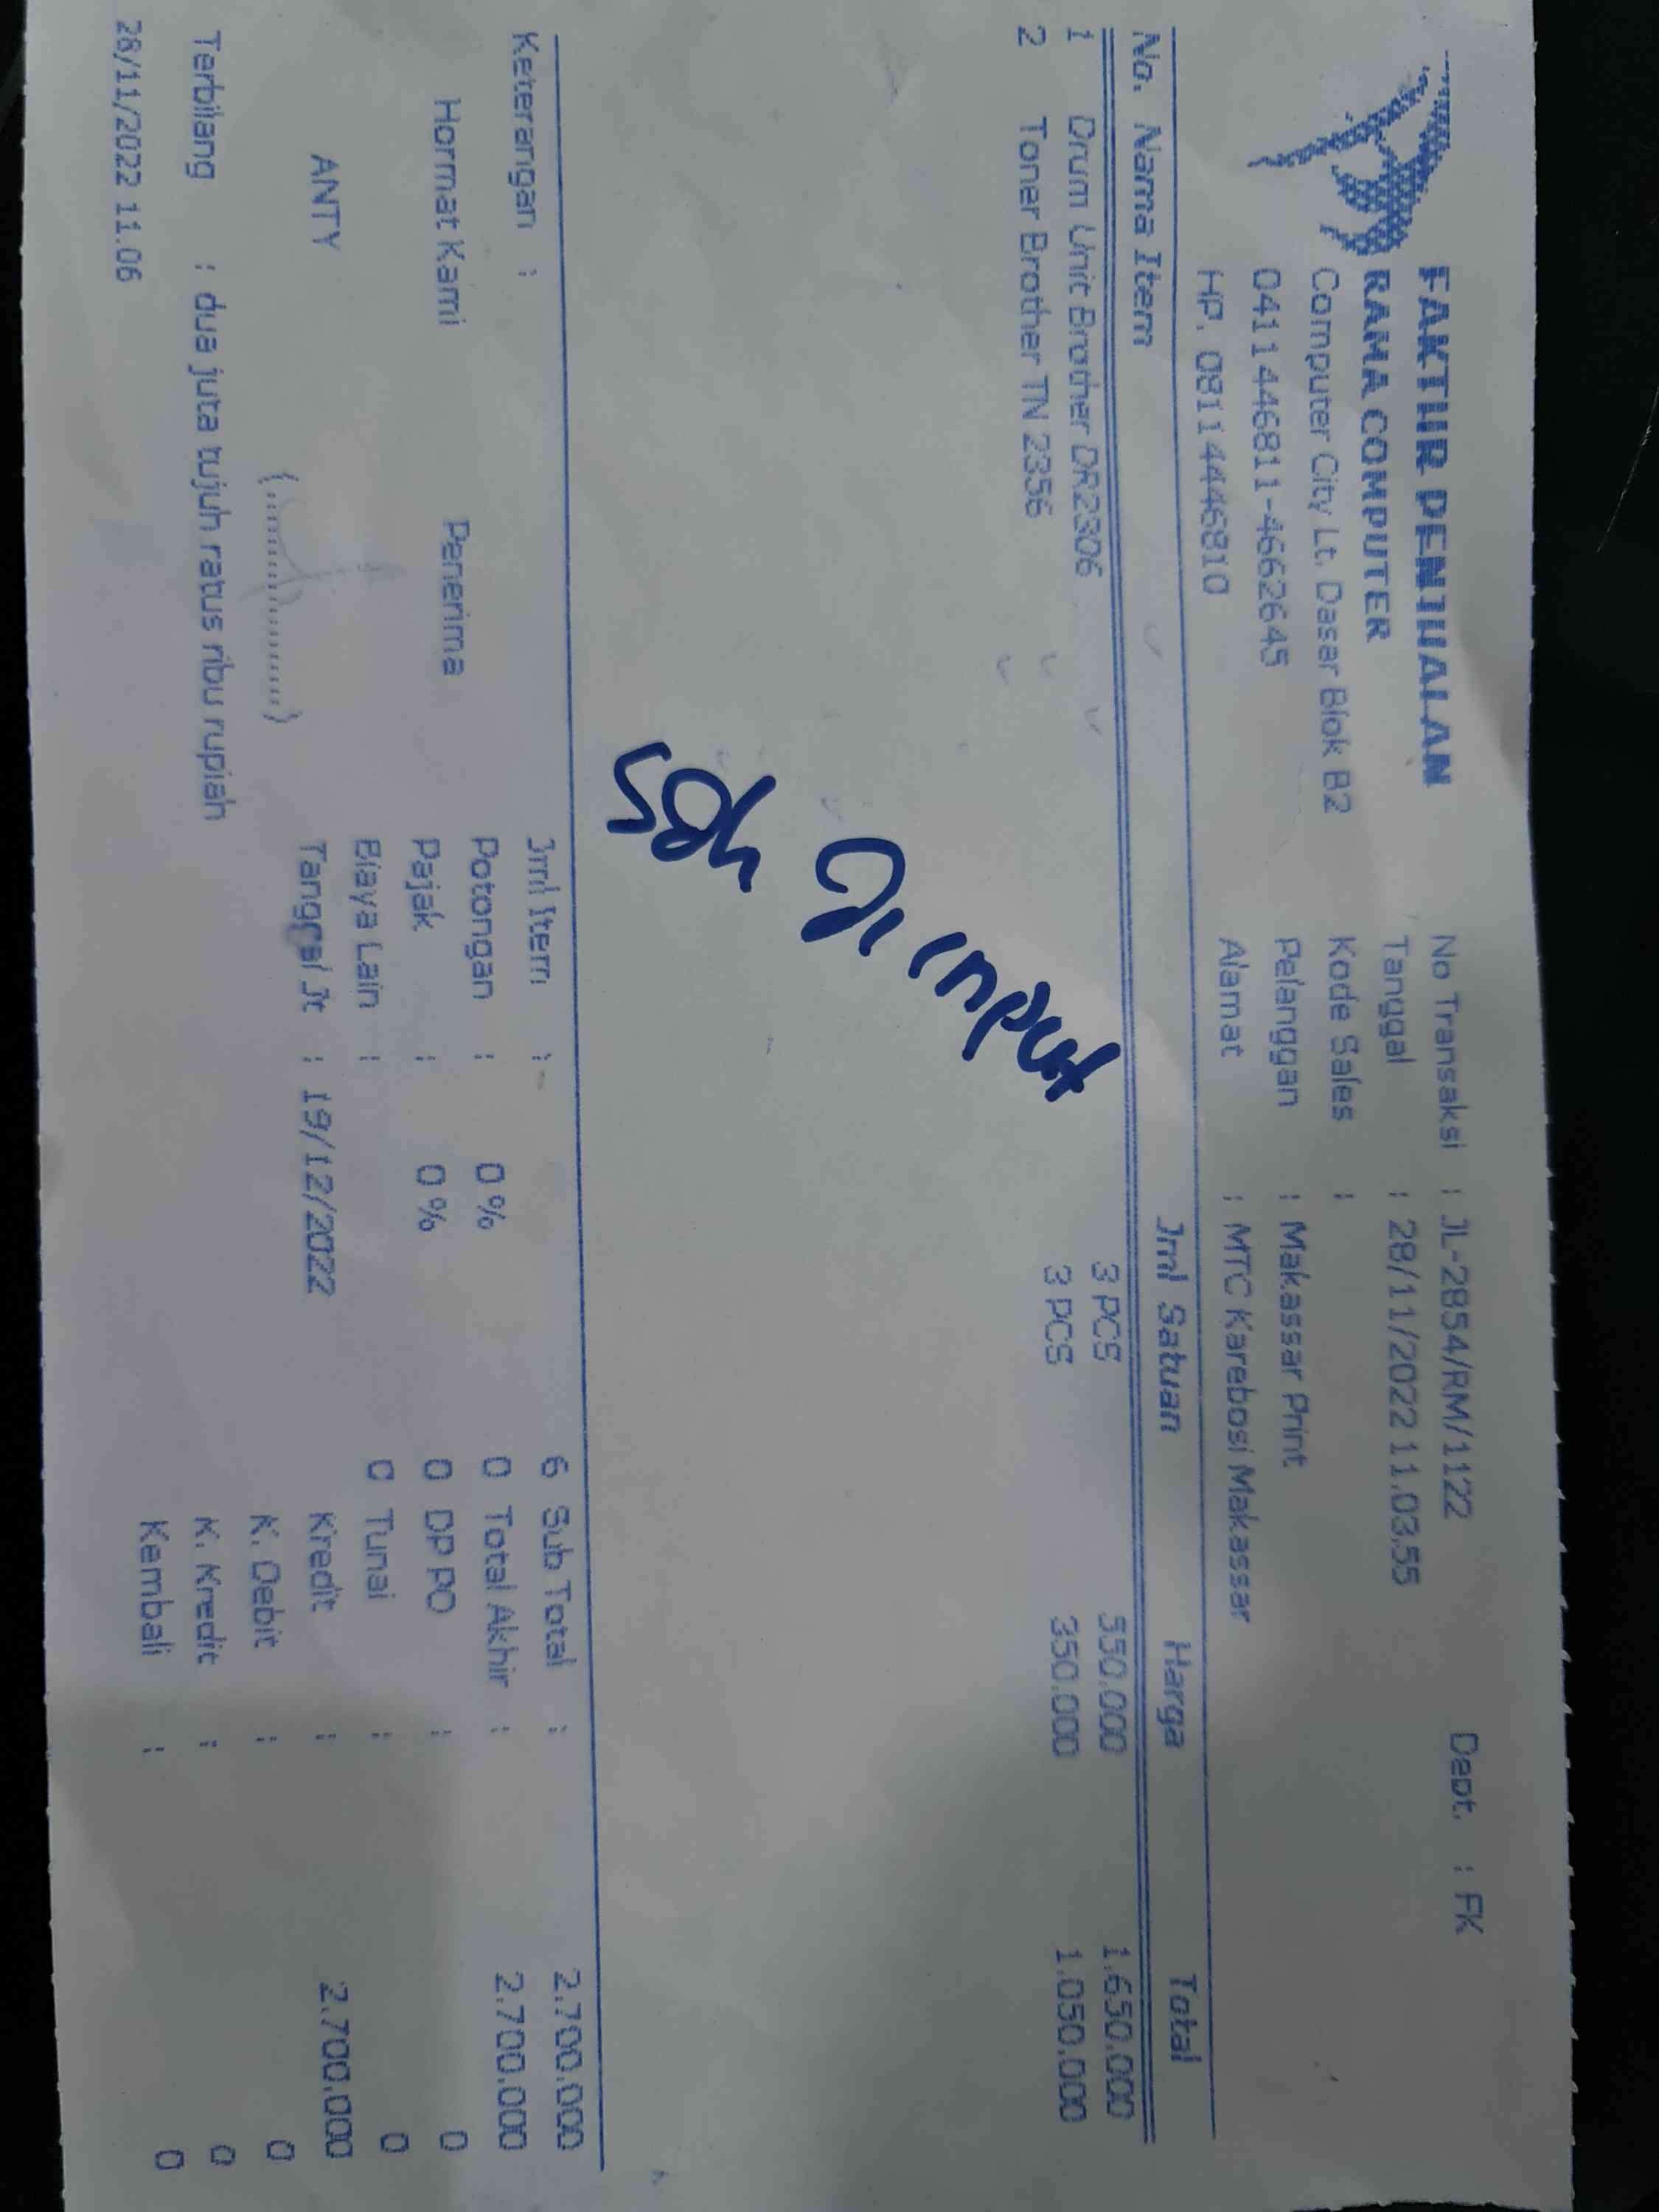 FAKTUR PENJUALAN
RAMA COMPUTER
Computer City Lt. Dasar Blok B2
04114466811-4662645
HP. 08114446810
No Transaksi : JL-2854/RM/1122
Dept. : FK
Tanggal : 28/11/2022 11.03.55
Kode Sales :
Pelanggan : Makassar Print
Alamat : MTC Karebosi Makassar
No. Nama Item Jml Satuan Harga Total
1 Drum Unit Brother DR2306 3 PCS 550.000 1.650.000
2 Toner Brother TN 2356 3 PCS 350.000 1.050.000
Keterangan :
Hormat Kami Penerima
ANTY
(....................)
Jml Item : 6 Sub Total : 2.700.000
Potongan : 0 % 0 Total Akhir : 2.700.000
Pajak : 0 % 0 DP PO : 0
Biaya Lain : 0 Tunai : 0
Tanggal Jt : 19/12/2022 Kredit : 2.700.000
K. Debit : 0
K. Kredit : 0
Kembali : 0
Terbilang : dua juta tujuh ratus ribu rupiah
28/11/2022 11.06